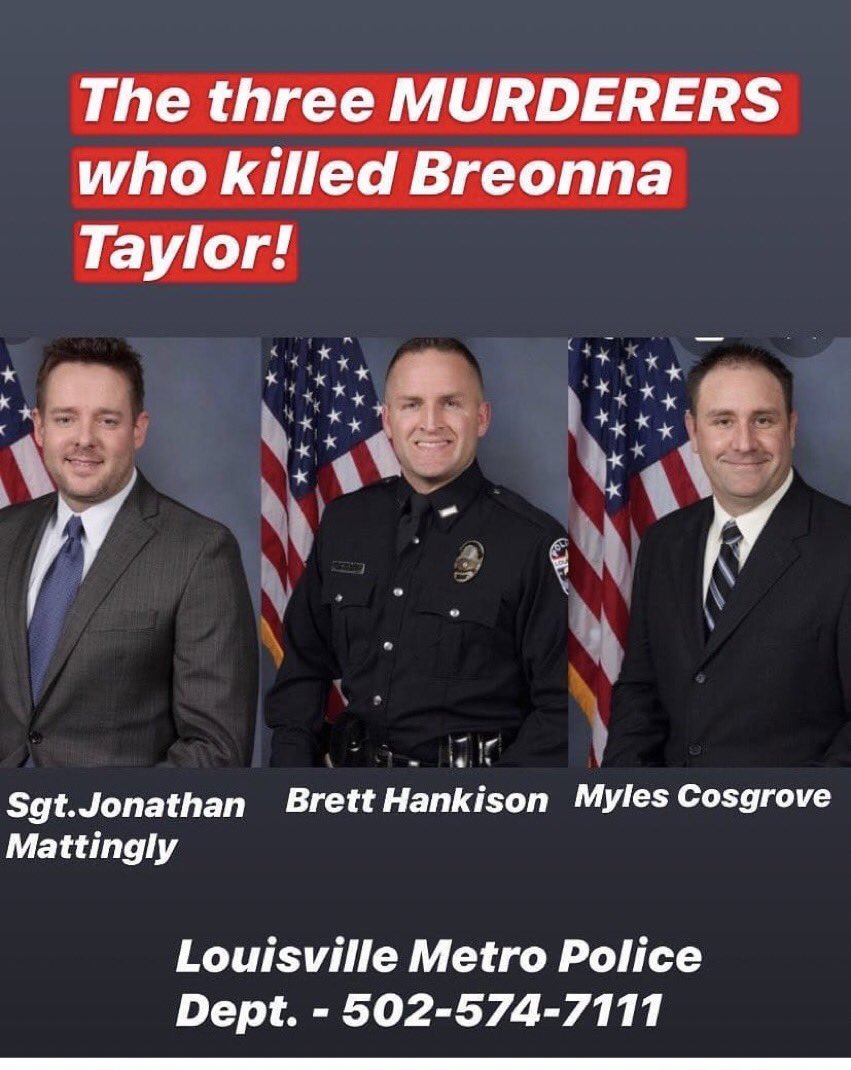 The three MURDERERS
who killed Breonna
Taylor!
Sgt.Jonathan
Mattingly
Brett Hankison
Myles Cosgrove
Louisville Metro Police
Dept. - 502-574-7111